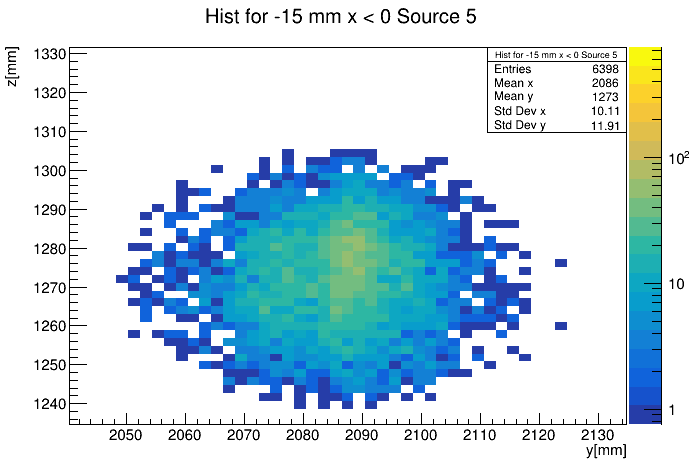 Hist for -15 mm x < 0 Source 5
z[mm]
1330
1320
1310
1300
1290
1280
1270
1260
1250
1240
2050 2060 2070 2080 2090 2100 2110 2120 2130
y[mm]
Hist for -15 mm x < 0 Source 5
Entries 6398
Mean x 2086
Mean y 1273
Std Dev x 10.11
Std Dev y 11.91
10²
10
1